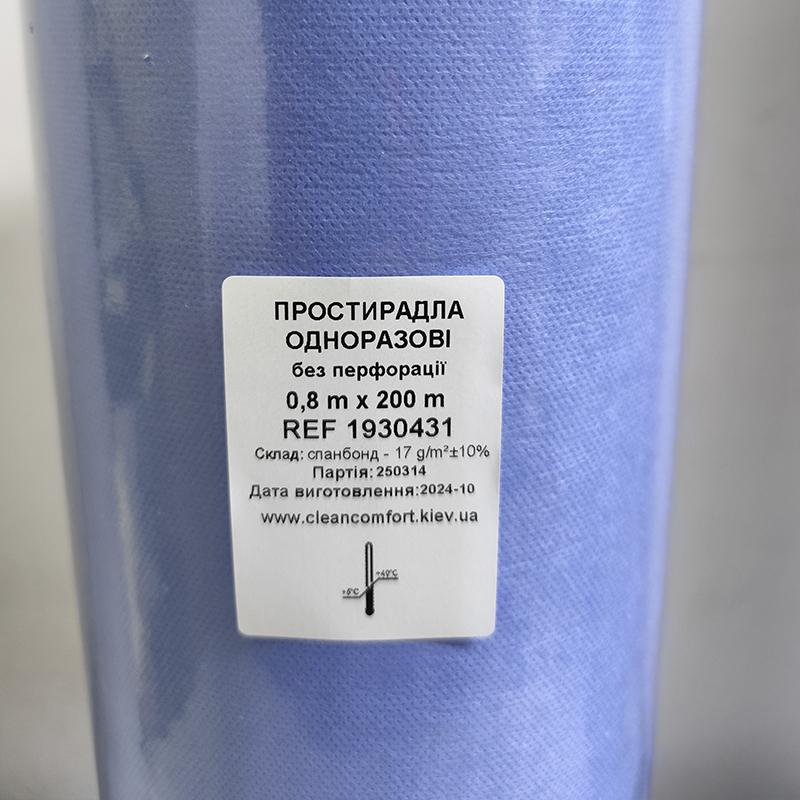 ПРОСТИРАДЛА
ОДНОРАЗОВІ
без перфорації
0,8 m x 200 m
REF 1930431
Склад: спанбонд - 17 g/m²±10%
Партія: 250314
Дата виготовлення:2024-10
www.cleancomfort.kiev.ua
+40°C
+5°C